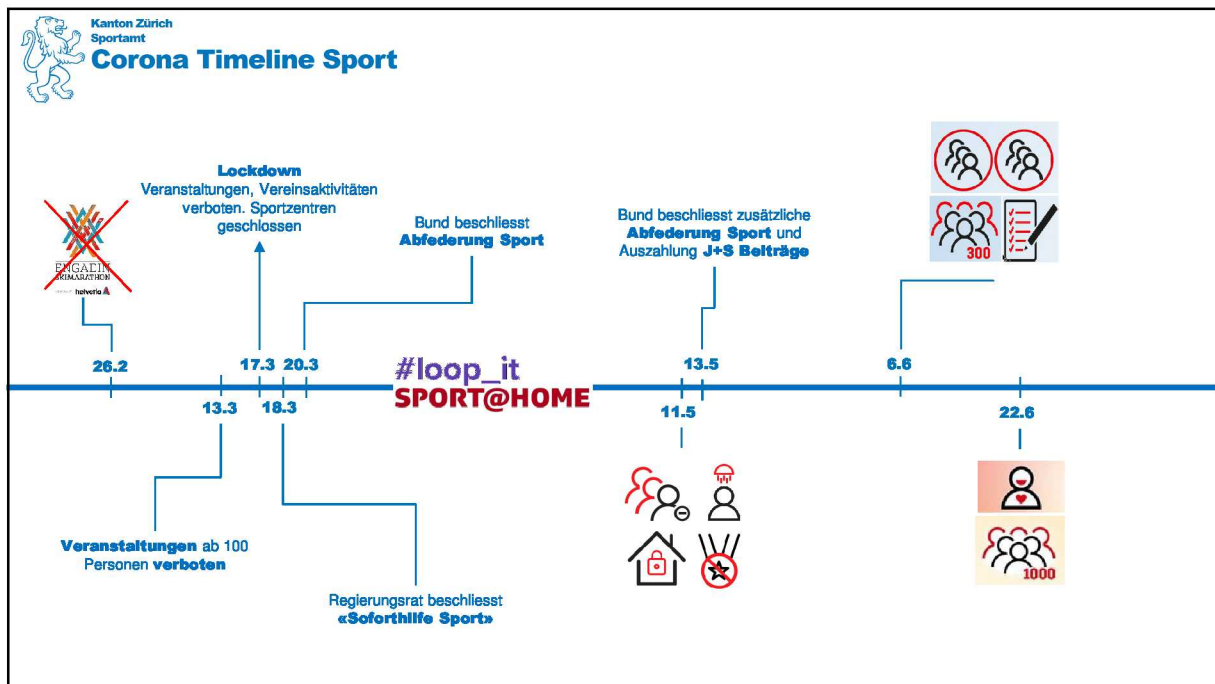 Kanton Zürich
Sportamt
Corona Timeline Sport
Lockdown
Veranstaltungen, Vereinsaktivitäten
verboten. Sportzentren
geschlossen
Bund beschliesst
Abfederung Sport
Bund beschliesst zusätzliche
Abfederung Sport und
Auszahlung J+S Beiträge
300
ENGADIN
SKIMARATHON
helvetia
26.2
17.3
20.3
13.5
6.6
#loop_it
SPORT@HOME
13.3
18.3
11.5
22.6
Veranstaltungen ab 100
Personen verboten
Regierungsrat beschliesst
«Soforthilfe Sport»
1000